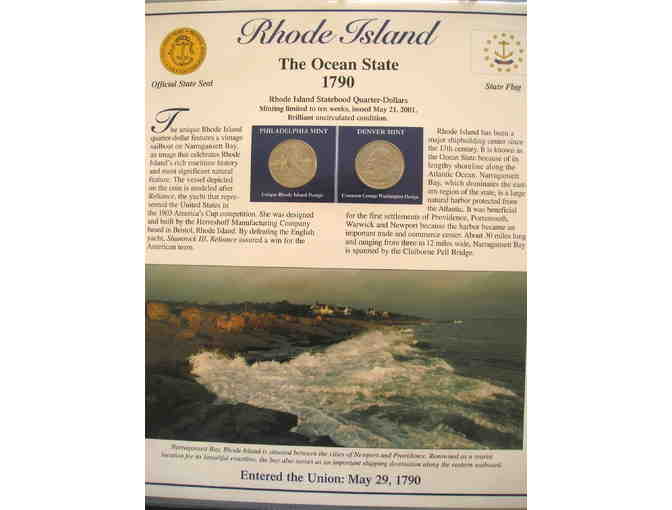 Rhode Island
The Ocean State
1790
Official State Seal
State Flag
Rhode Island Statehood Quarter-Dollars
Minting limited to ten weeks, issued May 21, 2001.
Brilliant uncirculated condition.
The unique Rhode Island
quarter-dollar features a vintage
sailboat on Narragansett Bay,
an image that celebrates Rhode
Island's rich maritime history
and most significant natural
feature. The vessel depicted
on the coin is modeled after
Reliance, the yacht that repre-
sented the United States in
the 1903 America's Cup competition. She was designed
and built by the Herreshoff Manufacturing Company
based in Bristol, Rhode Island. By defeating the English
yacht, Shamrock III, Reliance assured a win for the
American team.
PHILADELPHIA MINT
Unique Rhode Island Design
DENVER MINT
Common George Washington Design
Rhode Island has been a
major shipbuilding center since
the 17th century. It is known as
the Ocean State because of its
lengthy shoreline along the
Atlantic Ocean. Narragansett
Bay, which dominates the east-
ern region of the state, is a large
natural harbor protected from
the Atlantic. It was beneficial
for the first settlements of Providence, Portsmouth,
Warwick and Newport because the harbor became an
important trade and commerce center. About 30 miles long
and ranging from three to 12 miles wide, Narragansett Bay
is spanned by the Claiborne Pell Bridge.
Narragansett Bay, Rhode Island is situated between the cities of Newport and Providence. Renowned as a tourist
location for its beautiful coastline, the bay also serves as an important shipping destination along the eastern seaboard.
Entered the Union: May 29, 1790